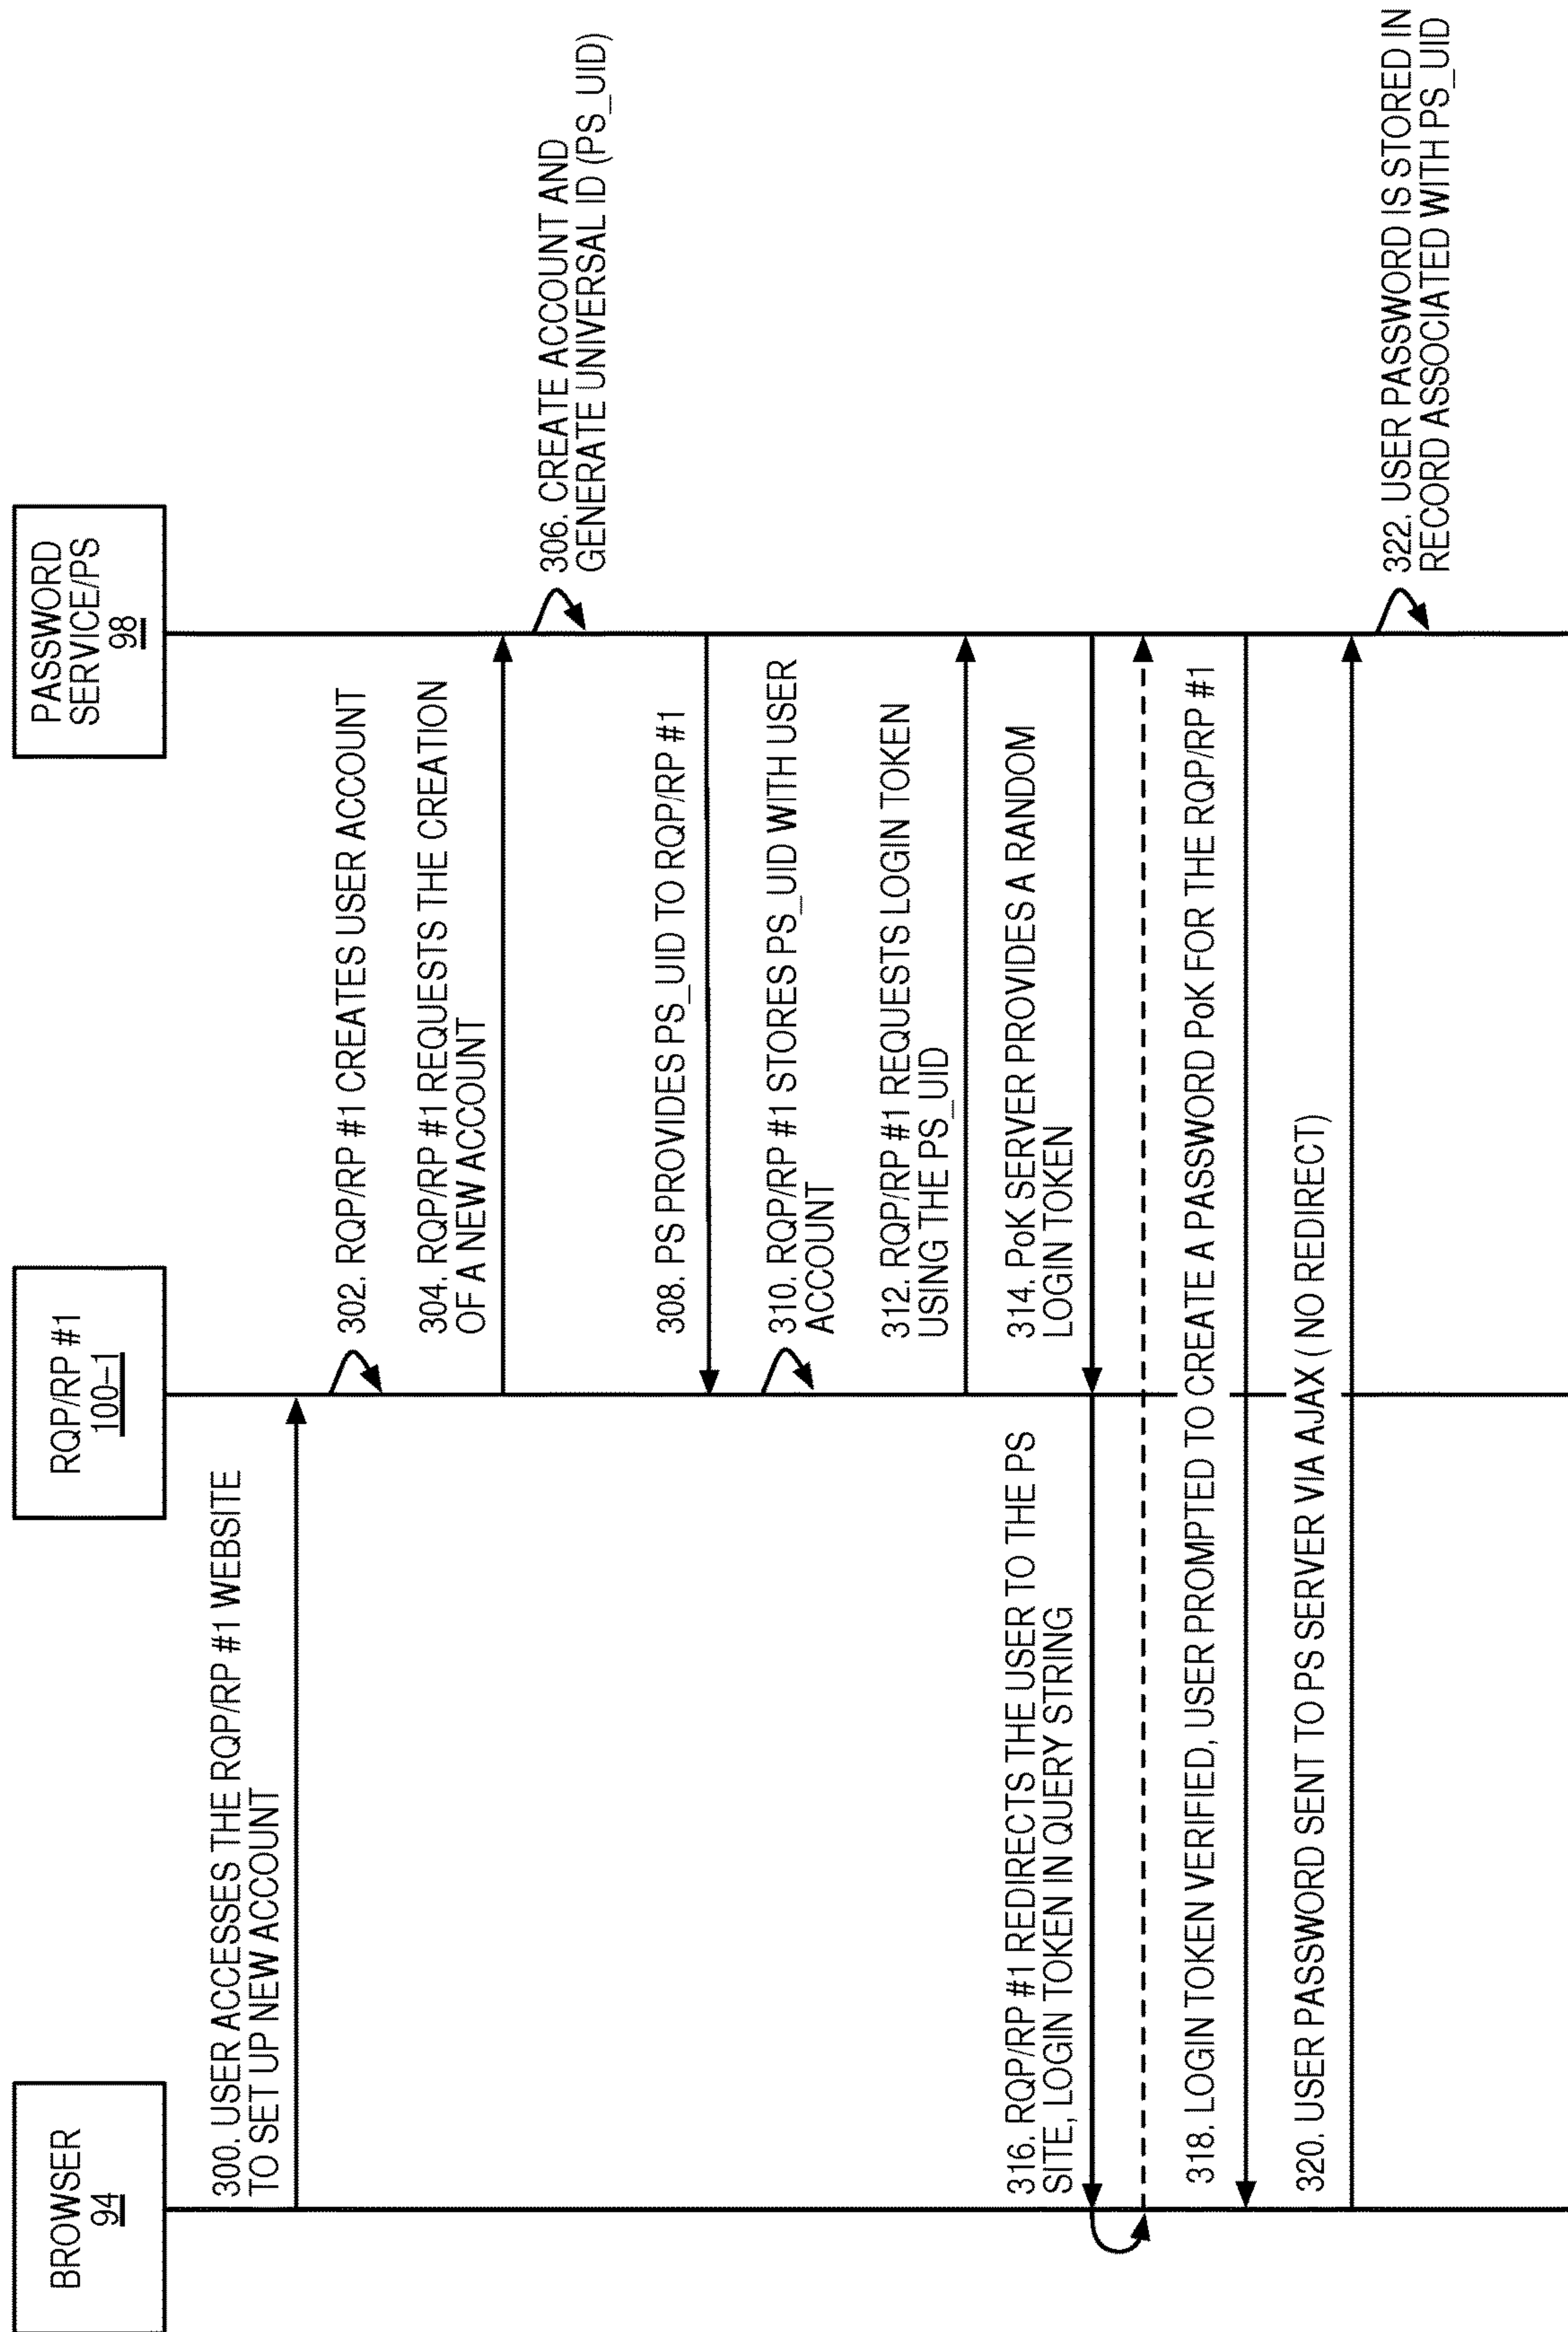 BROWSER
94
RQP/RP #1
100–1
PASSWORD
SERVICE/PS
98
300. USER ACCESSES THE RQP/RP #1 WEBSITE
TO SET UP NEW ACCOUNT
302. RQP/RP #1 CREATES USER ACCOUNT
304. RQP/RP #1 REQUESTS THE CREATION
OF A NEW ACCOUNT
306. CREATE ACCOUNT AND
GENERATE UNIVERSAL ID (PS_UID)
308. PS PROVIDES PS_UID TO RQP/RP #1
310. RQP/RP #1 STORES PS_UID WITH USER
ACCOUNT
312. RQP/RP #1 REQUESTS LOGIN TOKEN
USING THE PS_UID
314. PoK SERVER PROVIDES A RANDOM
LOGIN TOKEN
316. RQP/RP #1 REDIRECTS THE USER TO THE PS
SITE, LOGIN TOKEN IN QUERY STRING
318. LOGIN TOKEN VERIFIED, USER PROMPTED TO CREATE A PASSWORD PoK FOR THE RQP/RP #1
320. USER PASSWORD SENT TO PS SERVER VIA AJAX ( NO REDIRECT)
322. USER PASSWORD IS STORED IN
RECORD ASSOCIATED WITH PS_UID